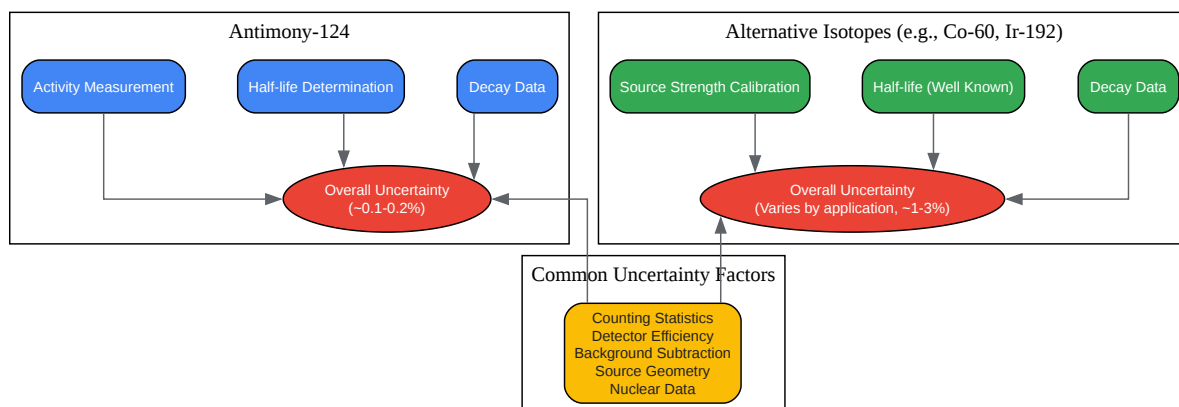 Antimony-124
Activity Measurement
Half-life Determination
Decay Data
Overall Uncertainty
(~0.1-0.2%)
Alternative Isotopes (e.g., Co-60, Ir-192)
Source Strength Calibration
Half-life (Well Known)
Decay Data
Overall Uncertainty
(Varies by application, ~1-3%)
Common Uncertainty Factors
Counting Statistics
Detector Efficiency
Background Subtraction
Source Geometry
Nuclear Data